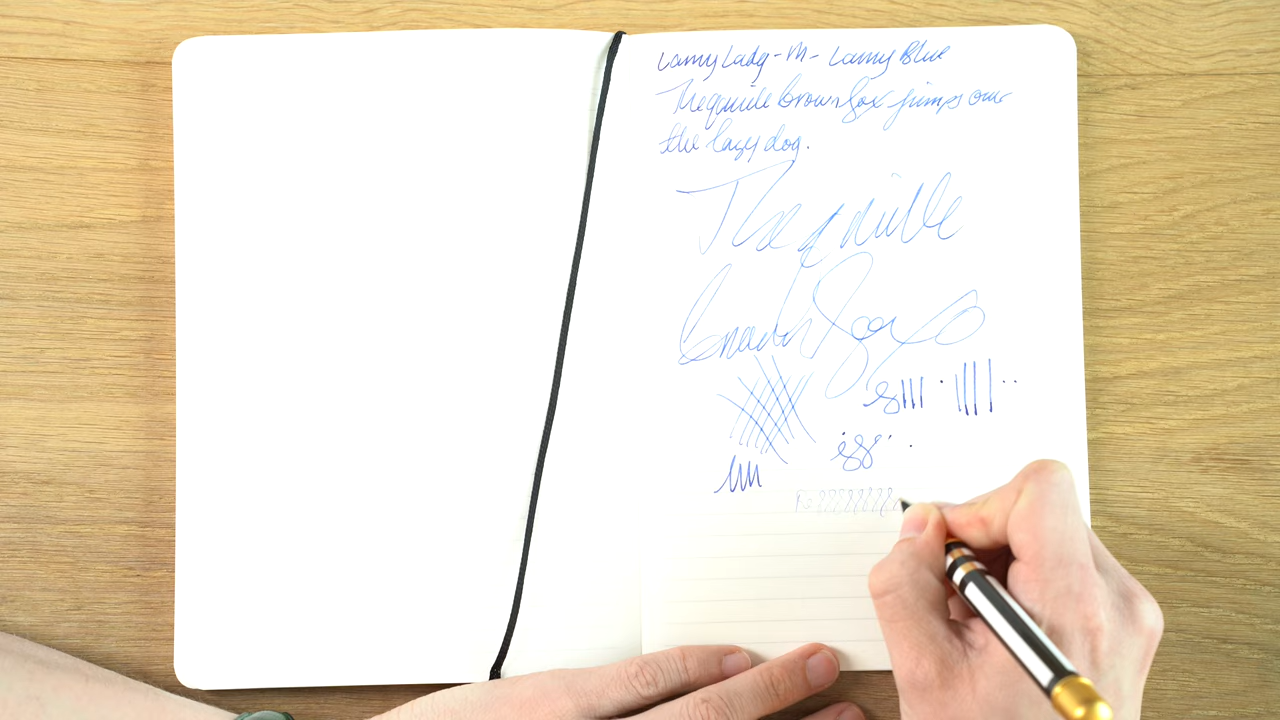 Lamy Lady - M - Lamy Blue
The quick brown fox jumps over
the lazy dog.
The quick
brown fox